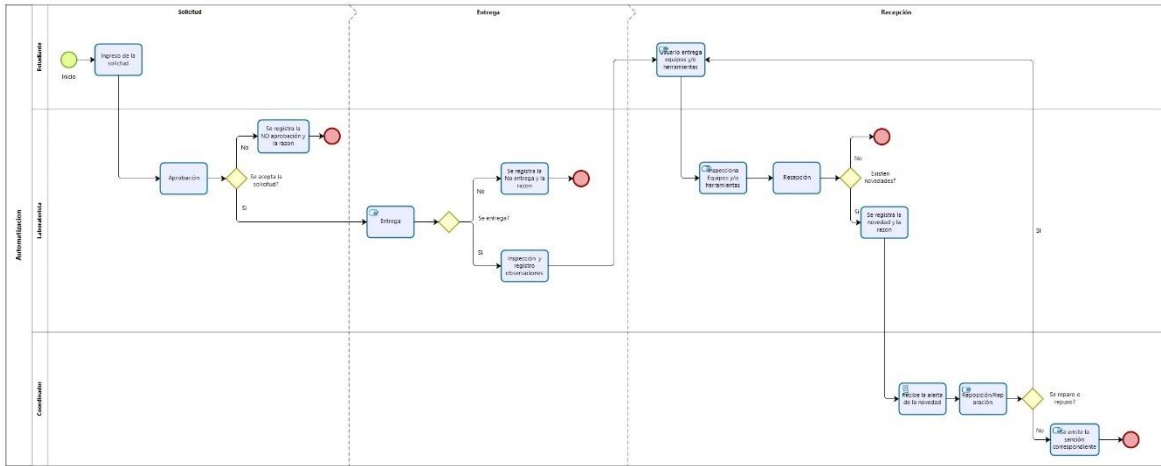 Solicitud
Entrega
Recepción
Automatizacion
Estudiante
Inicio
Ingreso de la
solicitud
Usuario entrega
equipos y/o
herramientas
Laboratorista
Aprobación
Se acepta la
solicitud?
No
Se registra la
NO aprobación y
la razon
Si
Entrega
Se entrega?
No
Se registra la
No entrega y la
razon
Si
Inspección y
registro
observaciones
Inspecciona
Equipos y/o
herramientas
Recepción
No
Existen
novedades?
Si
Se registra la
novedad y la
razón
Si
Coordinador
Recibe la alerta
de la novedad
Reposición/Rep
aración
Se reparo o
repuso?
No
Se emite la
sanción
correspondiente